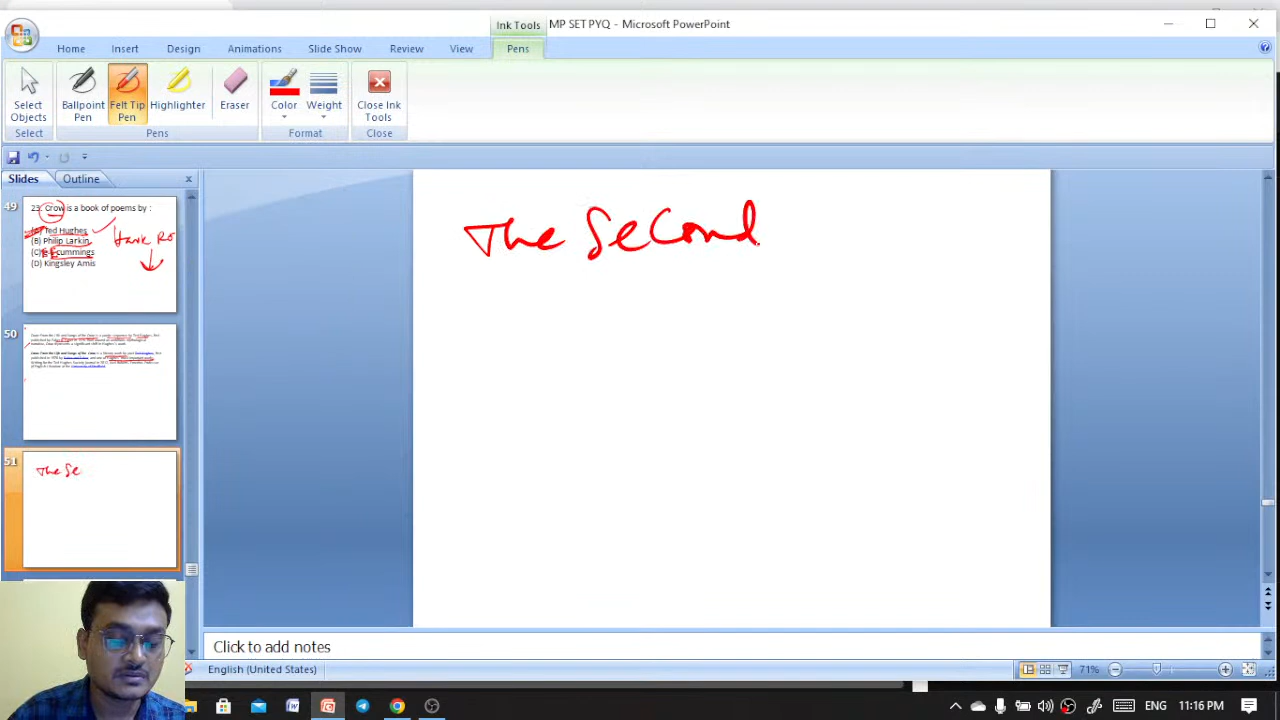 Ink Tools
MP SET PYQ - Microsoft PowerPoint
Home Insert Design Animations Slide Show Review View Pens
Select Objects
Ballpoint Pen
Felt Tip Pen
Highlighter
Eraser
Color
Weight
Close Ink Tools
Select Pens Format Close
Slides Outline
49
23. Crow is a book of poems by :
(A) Ted Hughes
(B) Philip Larkin
(C) cummings
(D) Kingsley Amis
50
51
The Se
The Second
Click to add notes
English (United States)
71%
ENG 11:16 PM